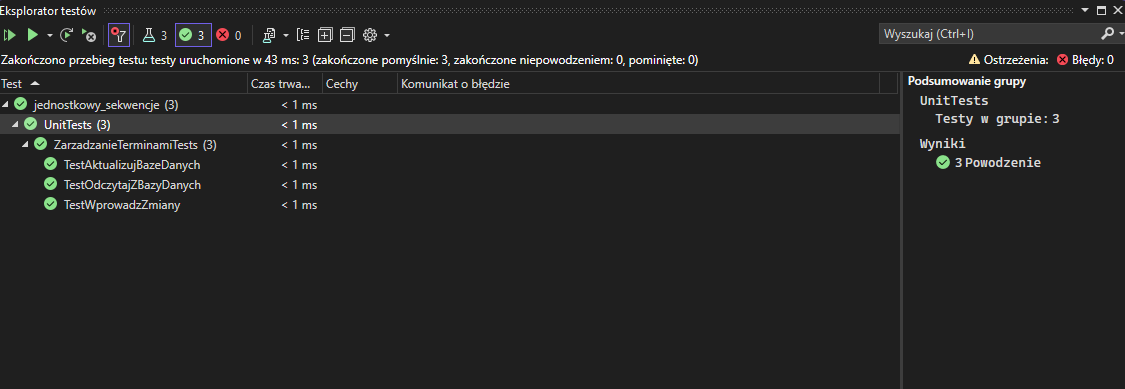 Eksplorator testów
7 3 3 0 Wyszukaj (Ctrl+I)
Zakończono przebieg testu: testy uruchomione w 43 ms: 3 (zakończone pomyślnie: 3, zakończone niepowodzeniem: 0, pominięte: 0)
Ostrzeżenia: Błędy: 0
Test Czas trwa... Cechy Komunikat o błędzie
jednostkowy_sekwencje (3) < 1 ms
UnitTests (3) < 1 ms
ZarzadzanieTerminamiTests (3) < 1 ms
TestAktualizujBazeDanych < 1 ms
TestOdczytajZBazyDanych < 1 ms
TestWprowadzZmiany < 1 ms
Podsumowanie grupy
UnitTests
Testy w grupie: 3
Wyniki
3 Powodzenie